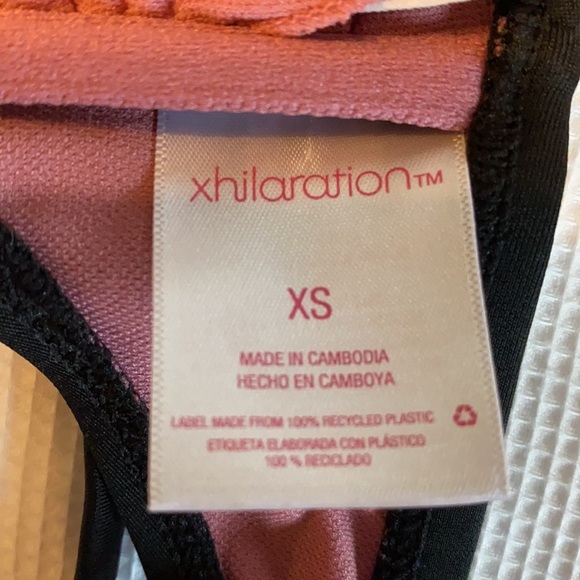 xhilaration™
XS
MADE IN CAMBODIA
HECHO EN CAMBOYA
LABEL MADE FROM 100% RECYCLED PLASTIC
ETIQUETA ELABORADA CON PLÁSTICO
100 % RECICLADO